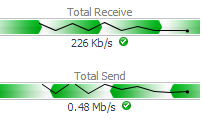 Total Receive
226 Kb/s
Total Send
0.48 Mb/s